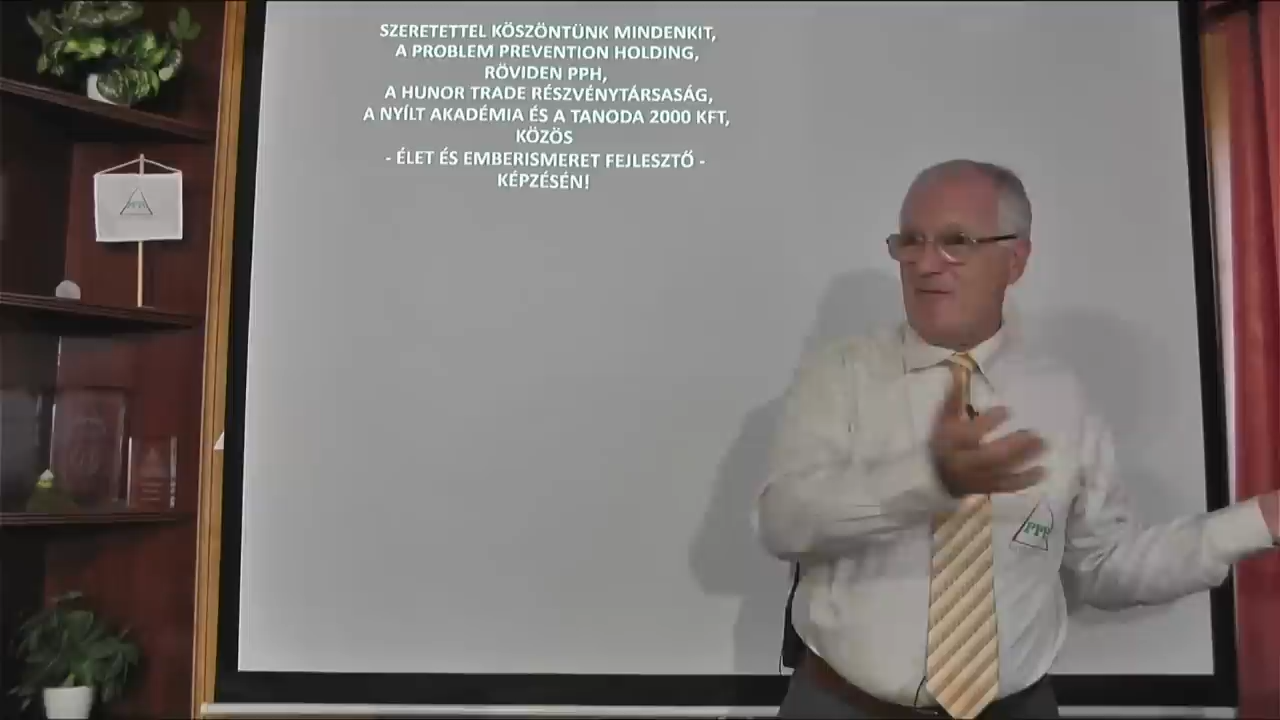 SZERETETTEL KÖSZÖNTÜNK MINDENKIT,
A PROBLEM PREVENTION HOLDING,
RÖVIDEN PPH,
A HUNOR TRADE RÉSZVÉNYTÁRSASÁG,
A NYÍLT AKADÉMIA ÉS A TANODA 2000 KFT,
KÖZÖS
- ÉLET ÉS EMBERISMERET FEJLESZTŐ -
KÉPZÉSÉN!